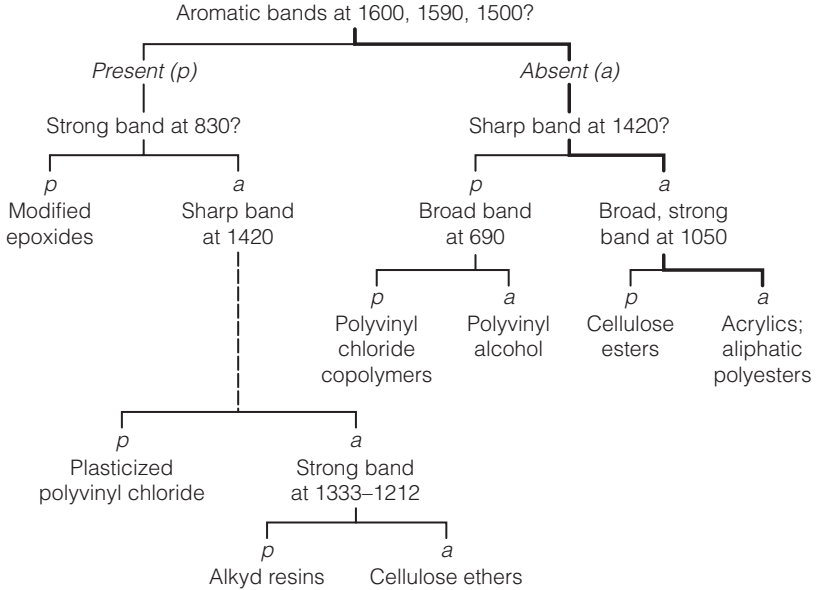 Aromatic bands at 1600, 1590, 1500?
Present (p)
Absent (a)
Strong band at 830?
Sharp band at 1420?
p
a
p
a
Modified
epoxides
Sharp band
at 1420
Broad band
at 690
Broad, strong
band at 1050
p
a
p
a
Polyvinyl
chloride
copolymers
Polyvinyl
alcohol
Cellulose
esters
Acrylics;
aliphatic
polyesters
p
a
Plasticized
polyvinyl chloride
Strong band
at 1333–1212
p
a
Alkyd resins
Cellulose ethers